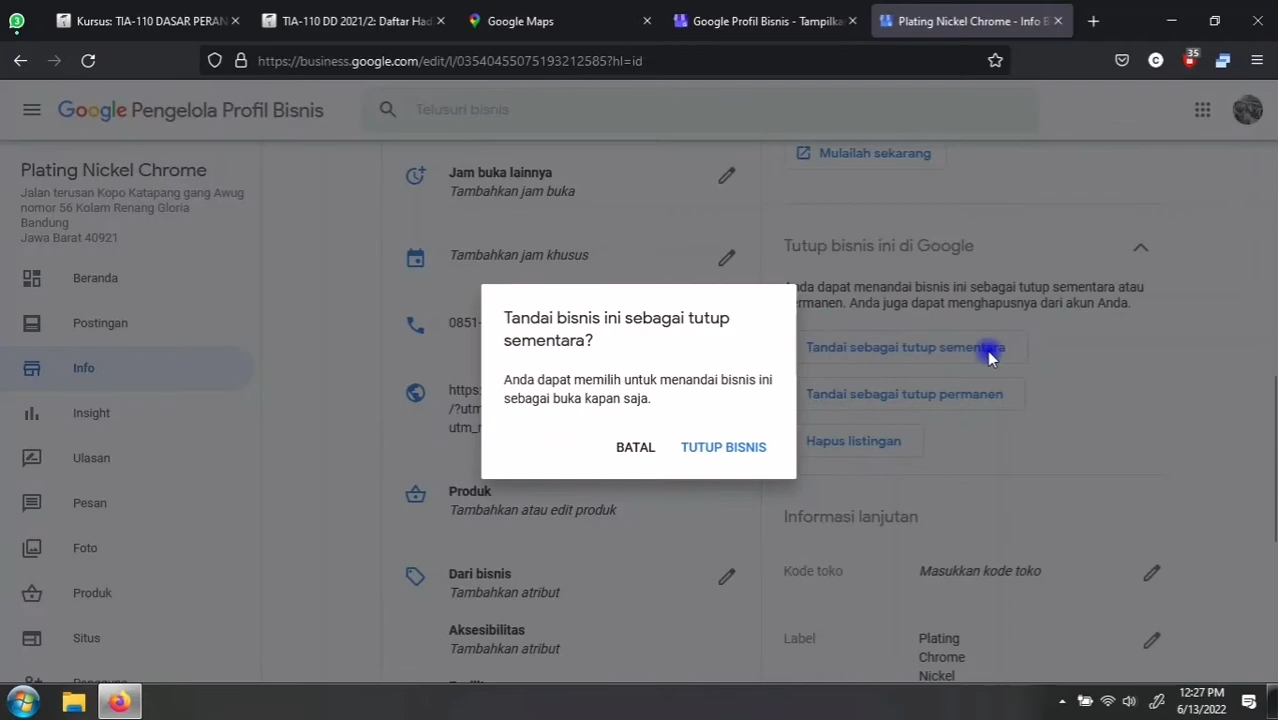 3
Kursus: TIA-110 DASAR PERAN
TIA-110 DD 2021/2: Daftar Had
Google Maps
Google Profil Bisnis - Tampilka
Plating Nickel Chrome - Info B
https://business.google.com/edit/l/03540455075193212585?hl=id
C
35
Google Pengelola Profil Bisnis
Telusuri bisnis
Plating Nickel Chrome
Jalan terusan Kopo Katapang gang Awug
nomor 56 Kolam Renang Gloria
Bandung
Jawa Barat 40921
Beranda
Postingan
Info
Insight
Ulasan
Pesan
Foto
Produk
Situs
Jam buka lainnya
Tambahkan jam buka
Tambahkan jam khusus
0851-
https:
/?utm
utm_
Produk
Tambahkan atau edit produk
Dari bisnis
Tambahkan atribut
Aksesibilitas
Tambahkan atribut
Tandai bisnis ini sebagai tutup
sementara?
Anda dapat memilih untuk menandai bisnis ini
sebagai buka kapan saja.
BATAL
TUTUP BISNIS
Mulailah sekarang
Tutup bisnis ini di Google
Anda dapat menandai bisnis ini sebagai tutup sementara atau
permanen. Anda juga dapat menghapusnya dari akun Anda.
Tandai sebagai tutup sementara
Tandai sebagai tutup permanen
Hapus listingan
Informasi lanjutan
Kode toko
Masukkan kode toko
Label
Plating
Chrome
Nickel
12:27 PM
6/13/2022